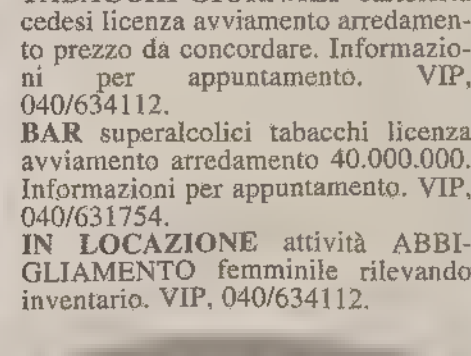 cedesi licenza avviamento arredamen-
to prezzo da concordare. Informazio-
ni per appuntamento. VIP,
040/634112.
BAR superalcolici tabacchi licenza
avviamento arredamento 40.000.000.
Informazioni per appuntamento. VIP,
040/631754.
IN LOCAZIONE attività ABBI-
GLIAMENTO femminile rilevando
inventario. VIP, 040/634112.